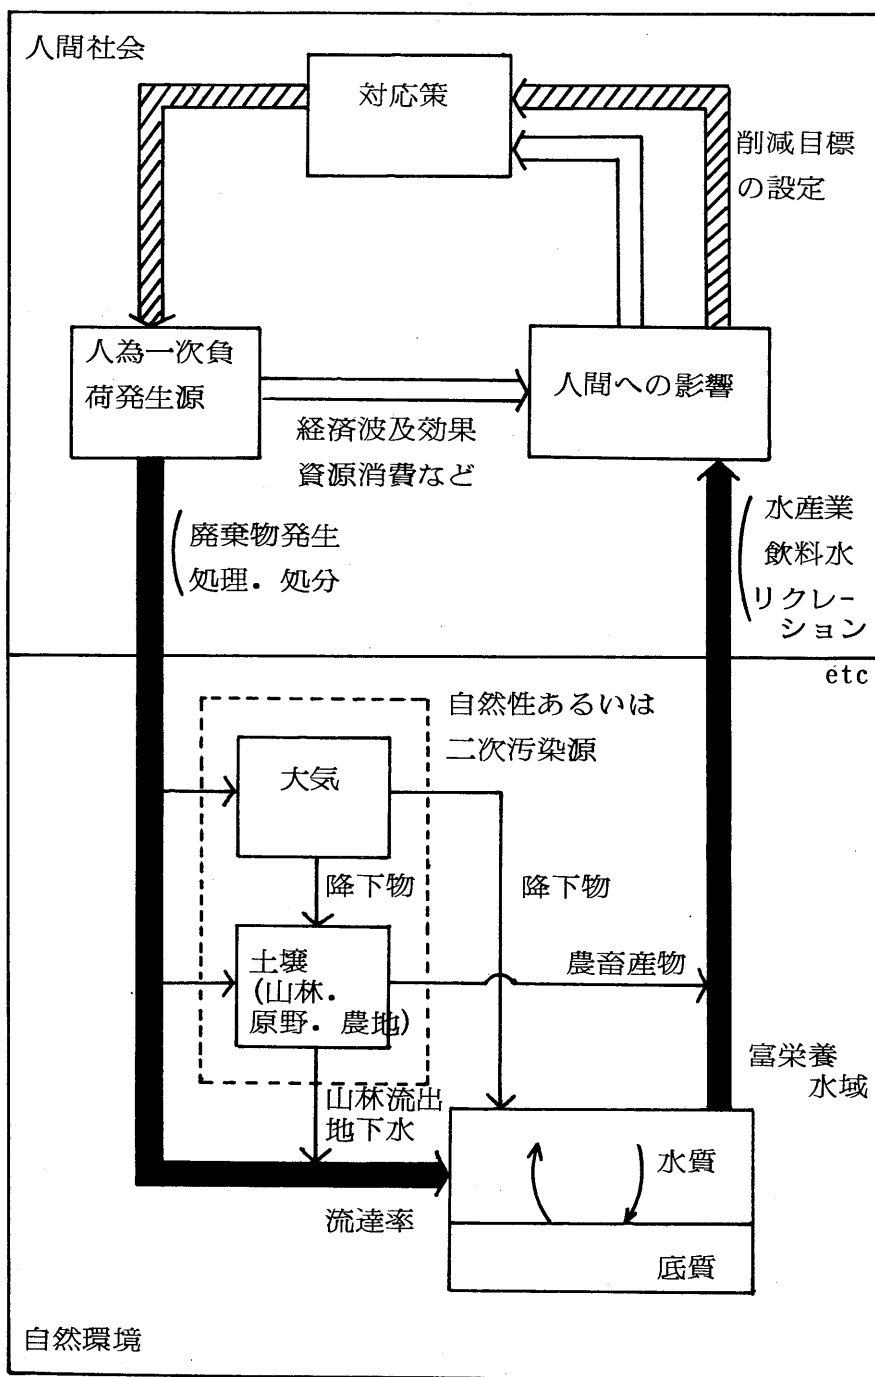 人間社会
対応策
削減目標
の設定
人為一次負
荷発生源
人間への影響
経済波及効果
資源消費など
廃棄物発生
処理．処分
水産業
飲料水
リクレー
ション
etc
自然性あるいは
二次汚染源
大気
降下物
降下物
土壌
(山林．
原野．農地)
農畜産物
富栄養
水域
山林流出
地下水
水質
流達率
底質
自然環境